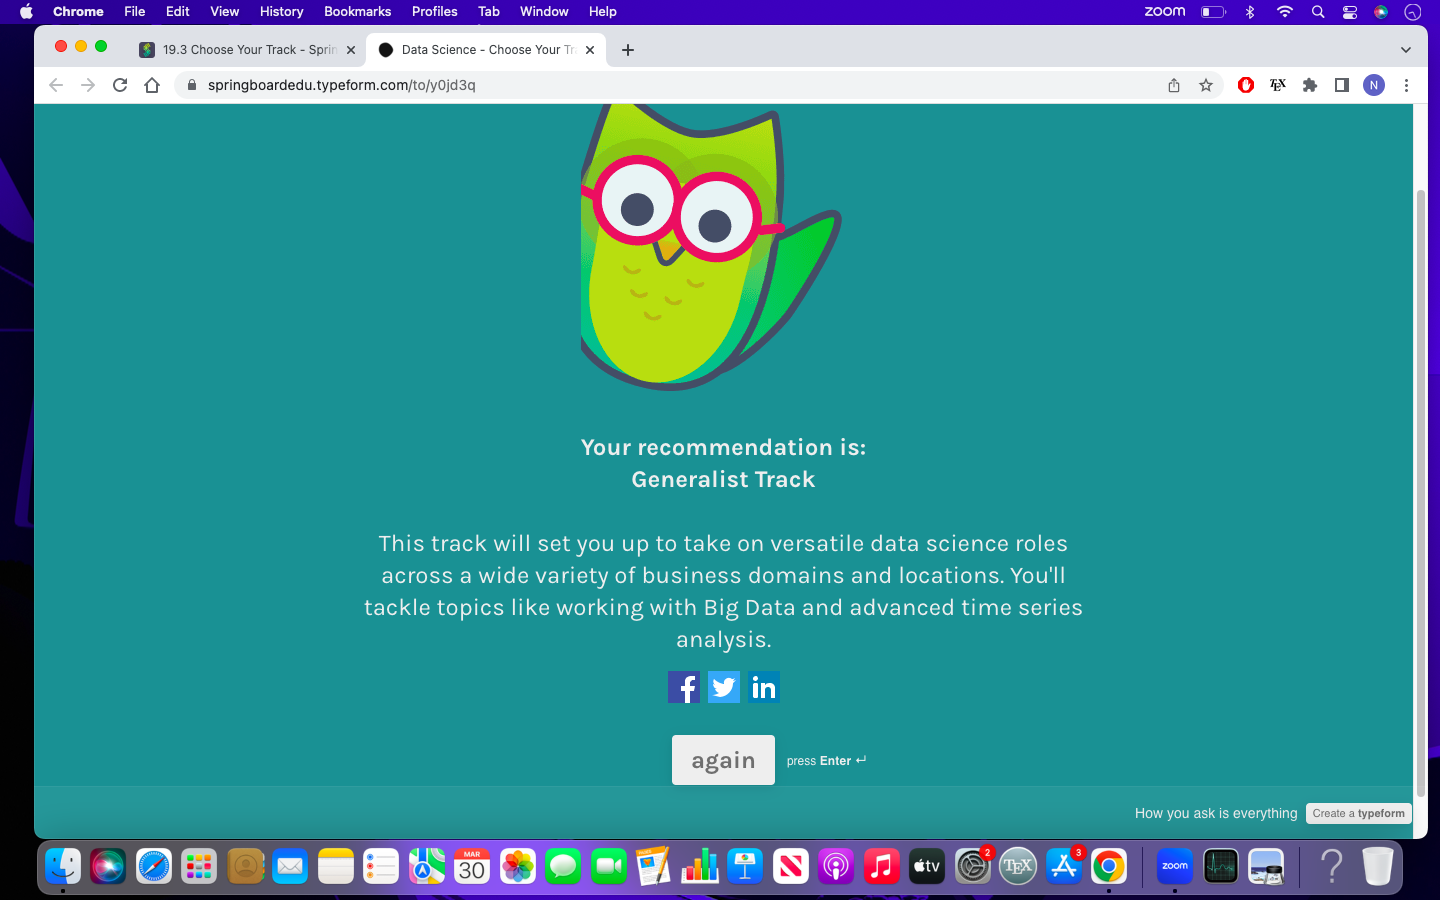 Chrome File Edit View History Bookmarks Profiles Tab Window Help zoom
19.3 Choose Your Track - Sprin
Data Science - Choose Your Tr
springboardedu.typeform.com/to/y0jd3q
TEX
N
Your recommendation is:
Generalist Track
This track will set you up to take on versatile data science roles
across a wide variety of business domains and locations. You'll
tackle topics like working with Big Data and advanced time series
analysis.
f in
again press Enter ↵
How you ask is everything Create a typeform
MAR
30
N
tv
2
TEX
3
zoom
?